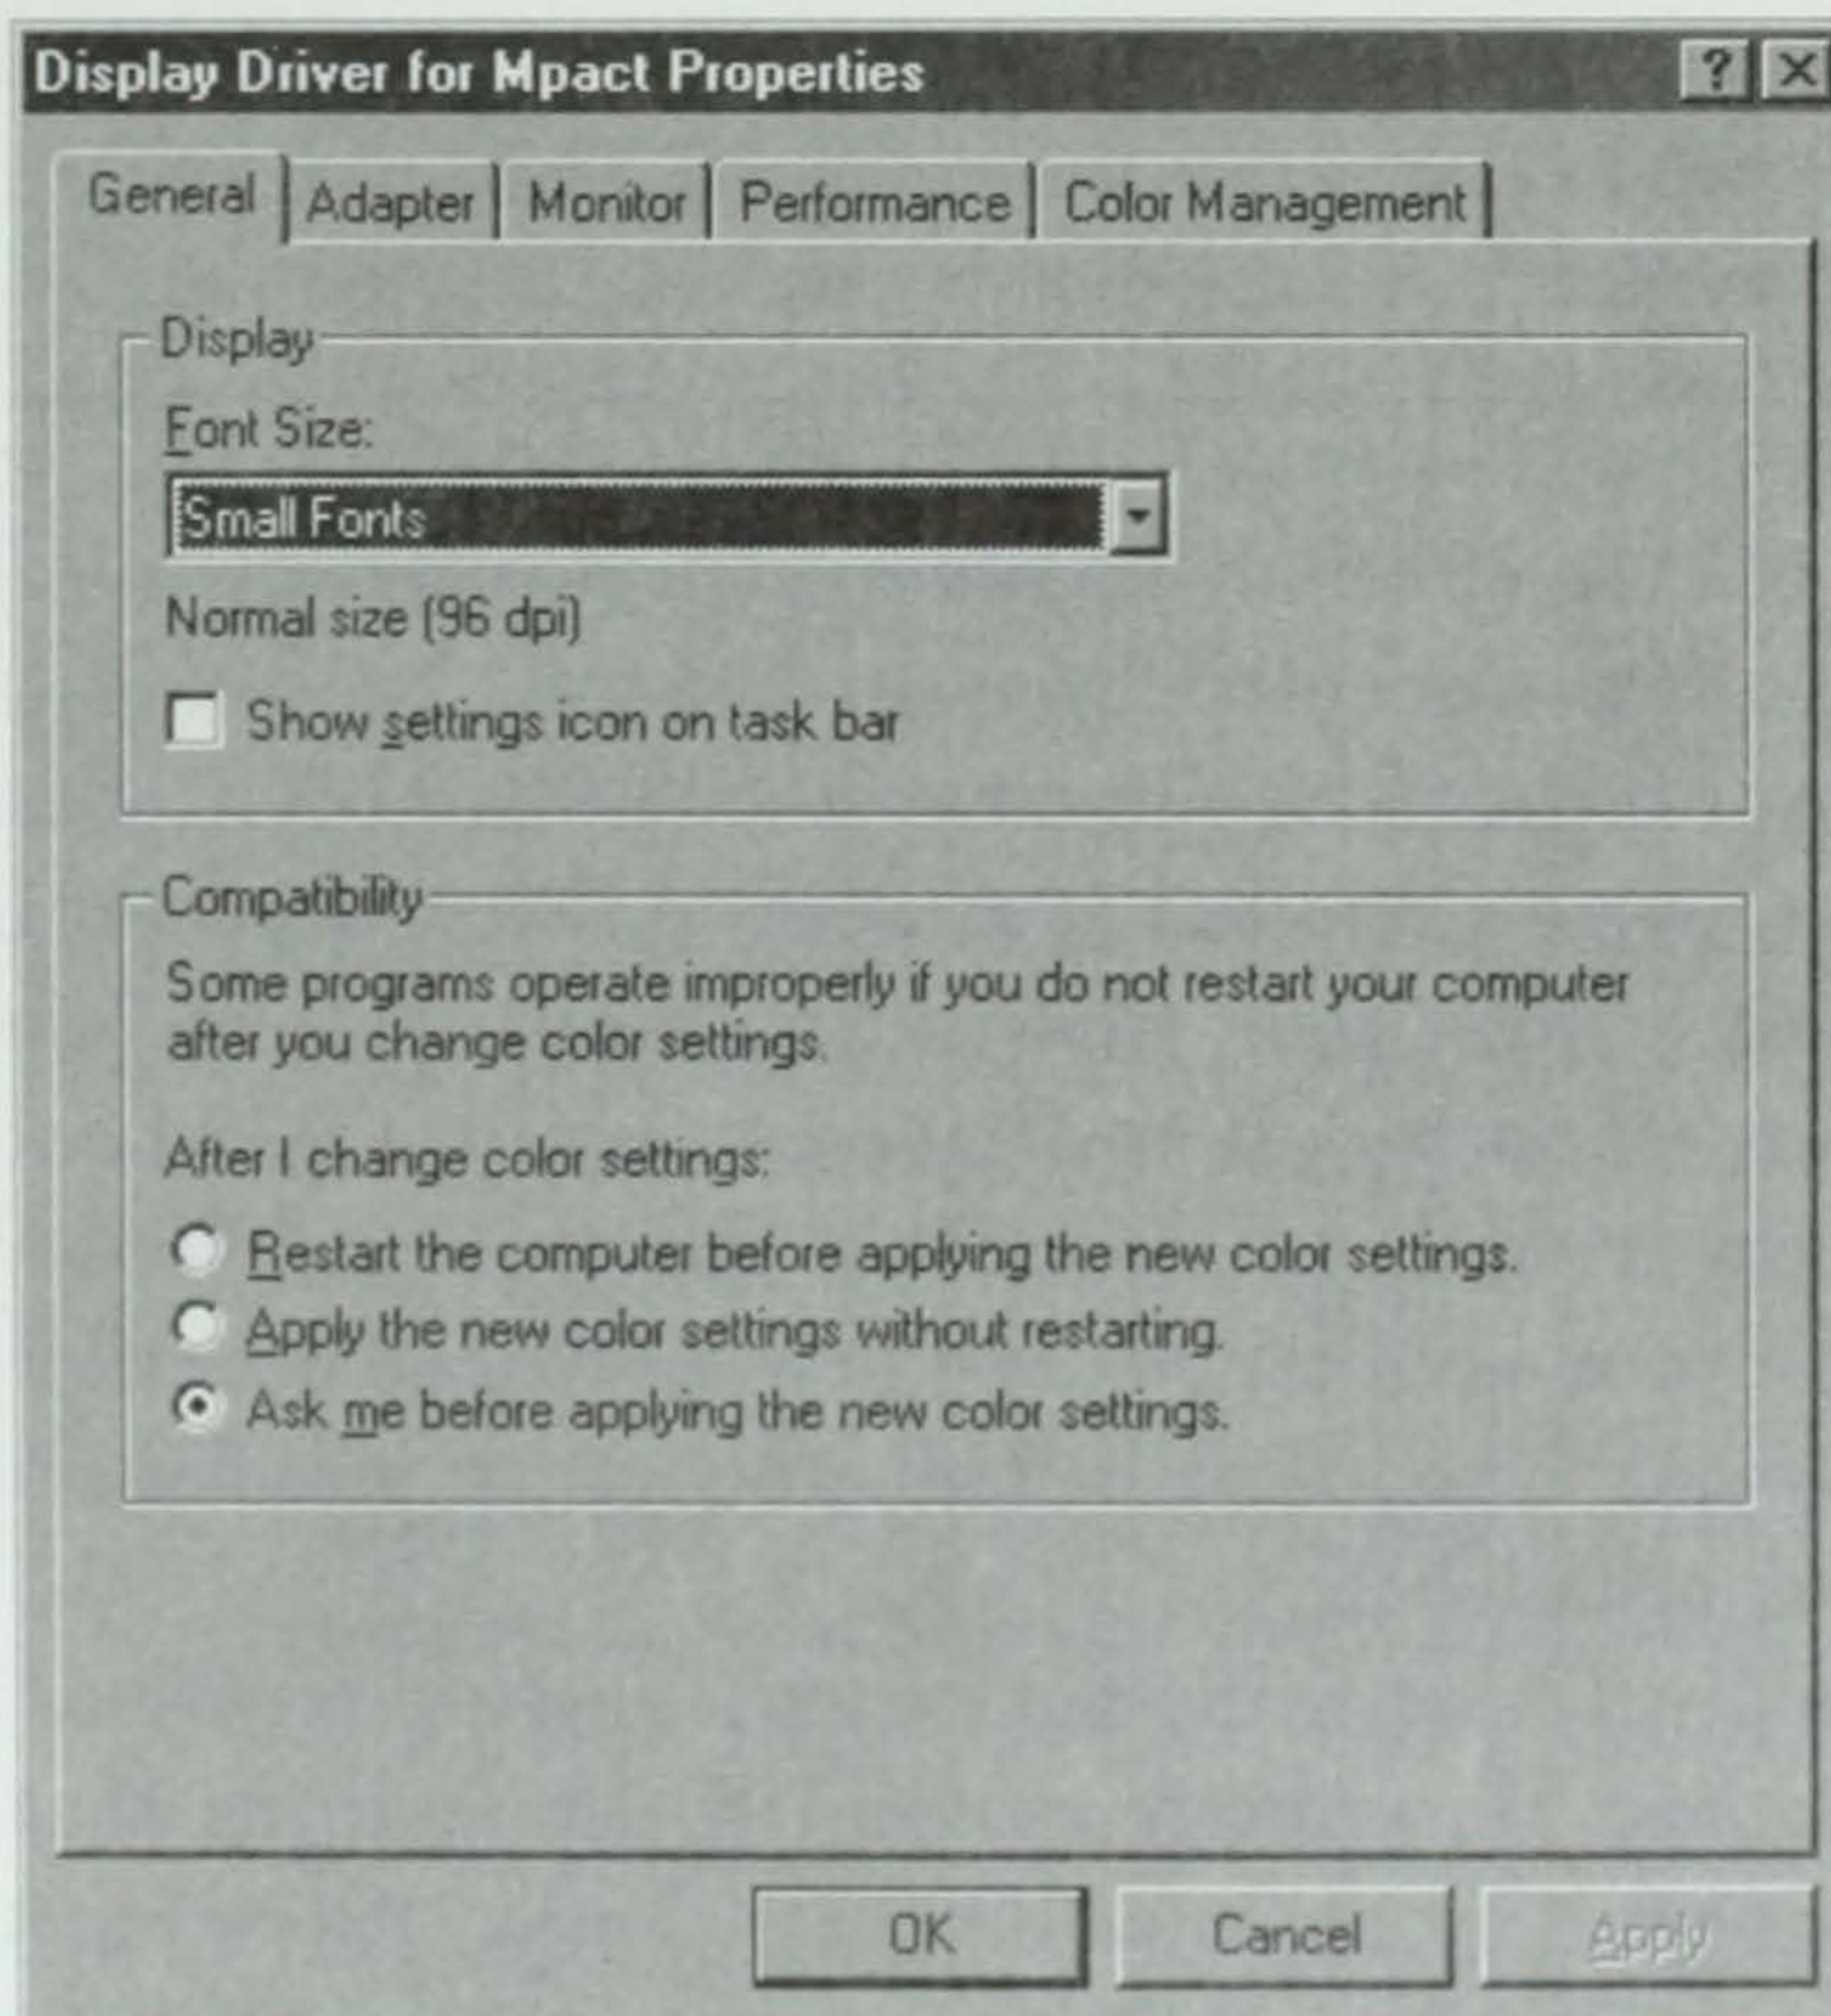 Display Driver for Mpact Properties
General Adapter Monitor Performance Color Management
Display
Font Size:
Small Fonts
Normal size (96 dpi)
Show settings icon on task bar
Compatibility
Some programs operate improperly if you do not restart your computer
after you change color settings.
After I change color settings:
Restart the computer before applying the new color settings.
Apply the new color settings without restarting.
Ask me before applying the new color settings.
OK Cancel Apply